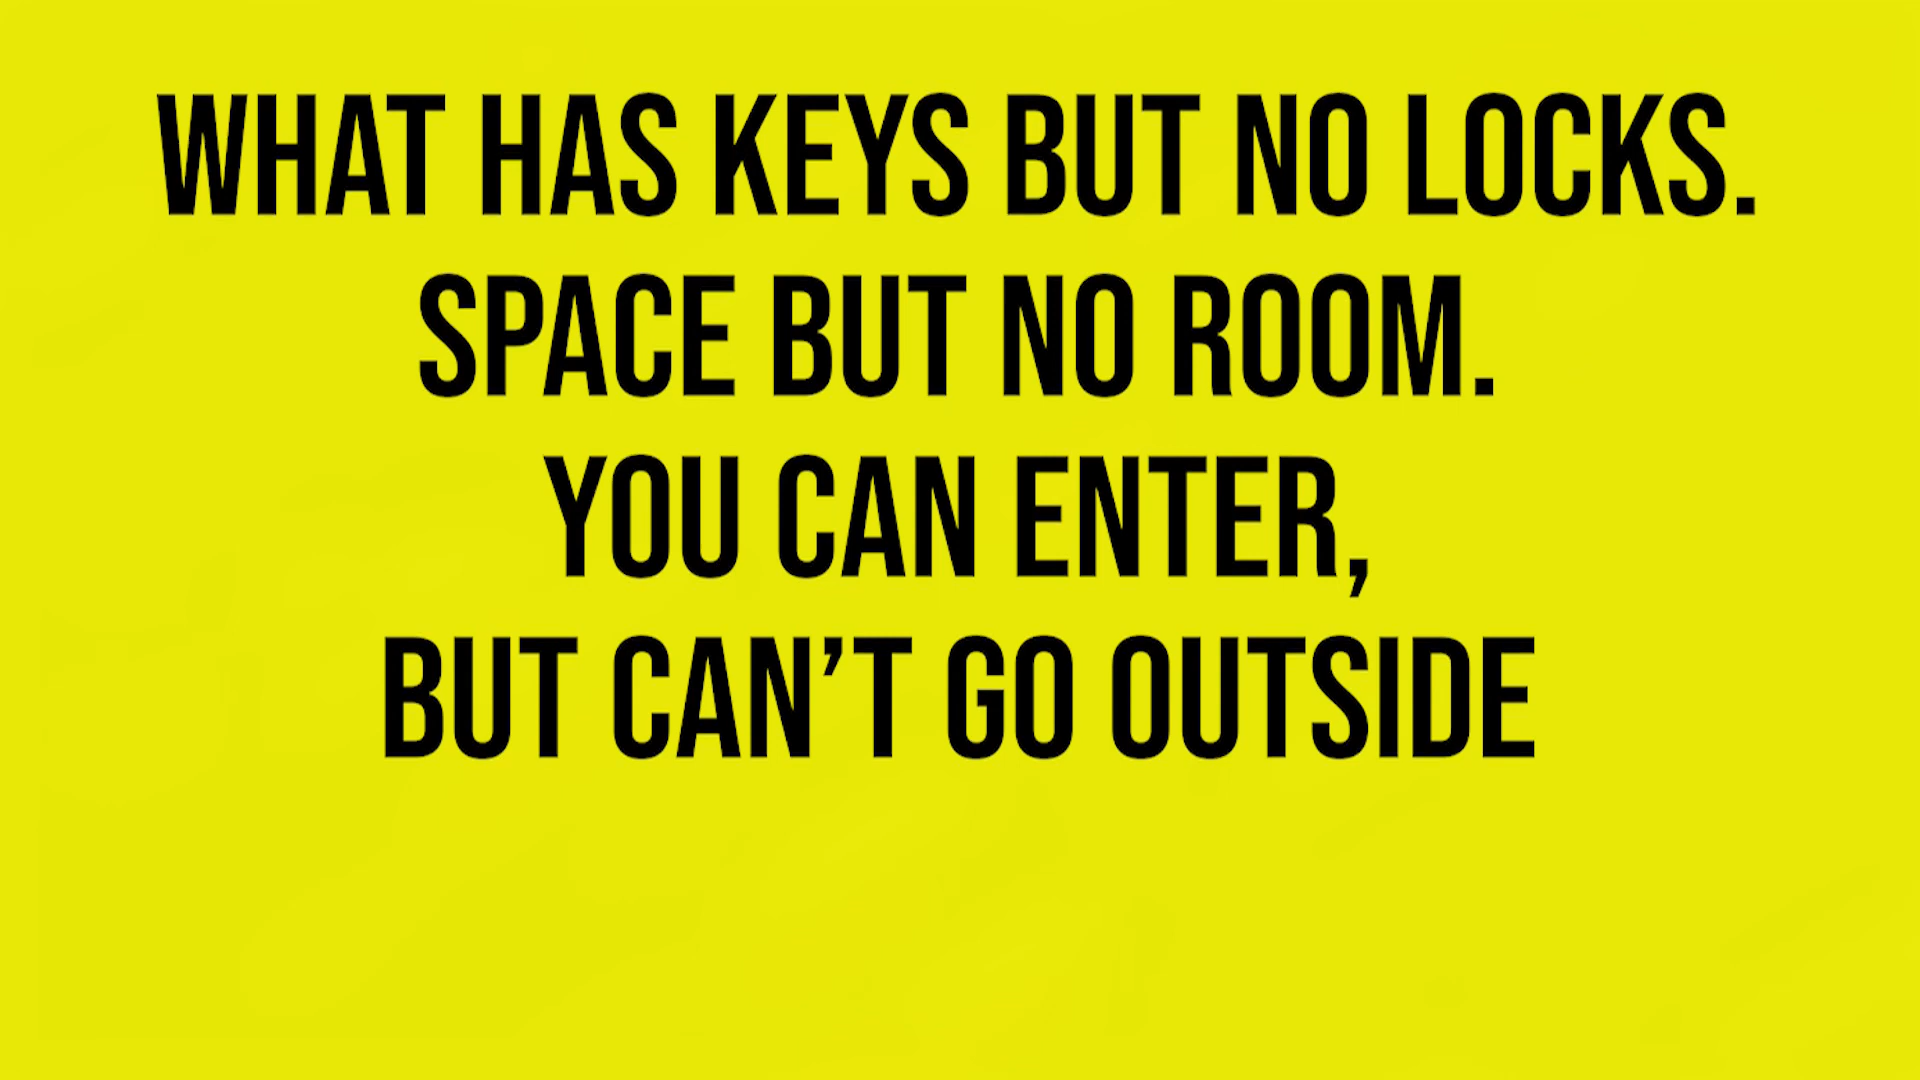 WHAT HAS KEYS BUT NO LOCKS.
SPACE BUT NO ROOM.
YOU CAN ENTER,
BUT CAN’T GO OUTSIDE